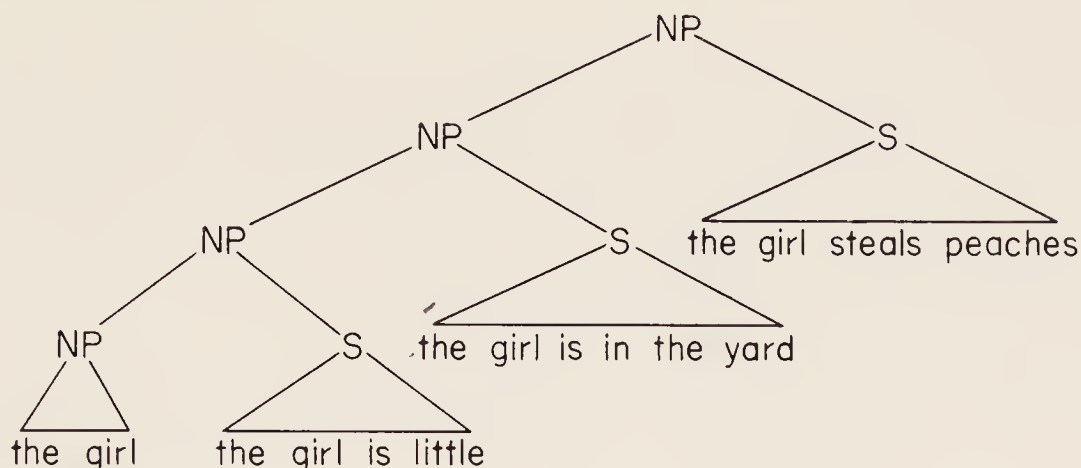 NP
NP S
NP S the girl steals peaches
NP S the girl is in the yard
the girl the girl is little